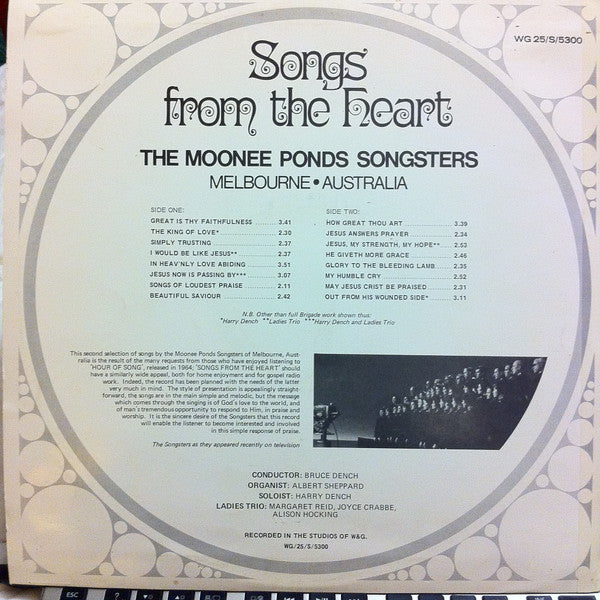 WG 25/S/5300
Songs
from the heart
THE MOONEE PONDS SONGSTERS
MELBOURNE • AUSTRALIA
SIDE ONE:
GREAT IS THY FAITHFULNESS .......... 3.41
THE KING OF LOVE* .......... 2.30
SIMPLY TRUSTING .......... 2.37
I WOULD BE LIKE JESUS** .......... 2.37
IN HEAV'NLY LOVE ABIDING .......... 3.51
JESUS NOW IS PASSING BY*** .......... 3.07
SONGS OF LOUDEST PRAISE .......... 2.11
BEAUTIFUL SAVIOUR .......... 2.42
SIDE TWO:
HOW GREAT THOU ART .......... 3.39
JESUS ANSWERS PRAYER .......... 2.34
JESUS, MY STRENGTH, MY HOPE** .......... 2.53
HE GIVETH MORE GRACE .......... 2.46
GLORY TO THE BLEEDING LAMB .......... 2.35
MY HUMBLE CRY .......... 2.52
MAY JESUS CRIST BE PRAISED .......... 2.31
OUT FROM HIS WOUNDED SIDE* .......... 3.11
N.B. Other than full Brigade work shown thus:
*Harry Dench **Ladies Trio ***Harry Dench and Ladies Trio
This second selection of songs by the Moonee Ponds Songsters of Melbourne, Aust-
ralia is the result of the many requests from those who have enjoyed listening to
'HOUR OF SONG', released in 1964; 'SONGS FROM THE HEART' should
have a similarly wide appeal, both for home enjoyment and for gospel radio
work. Indeed, the record has been planned with the needs of the latter
very much in mind. The style of presentation is appealingly straight-
forward, the songs are in the main simple and melodic, but the message
which comes through the singing is of God's love to the world, and
of man's tremendous opportunity to respond to Him, in praise and
worship. It is the sincere desire of the Songsters that this record
will enable the listener to become interested and involved
in this simple response of praise.
The Songsters as they appeared recently on television
CONDUCTOR: BRUCE DENCH
ORGANIST: ALBERT SHEPPARD
SOLOIST: HARRY DENCH
LADIES TRIO: MARGARET REID, JOYCE CRABBE,
ALISON HOCKING
RECORDED IN THE STUDIOS OF W&G.
WG/25/S/5300
ESC